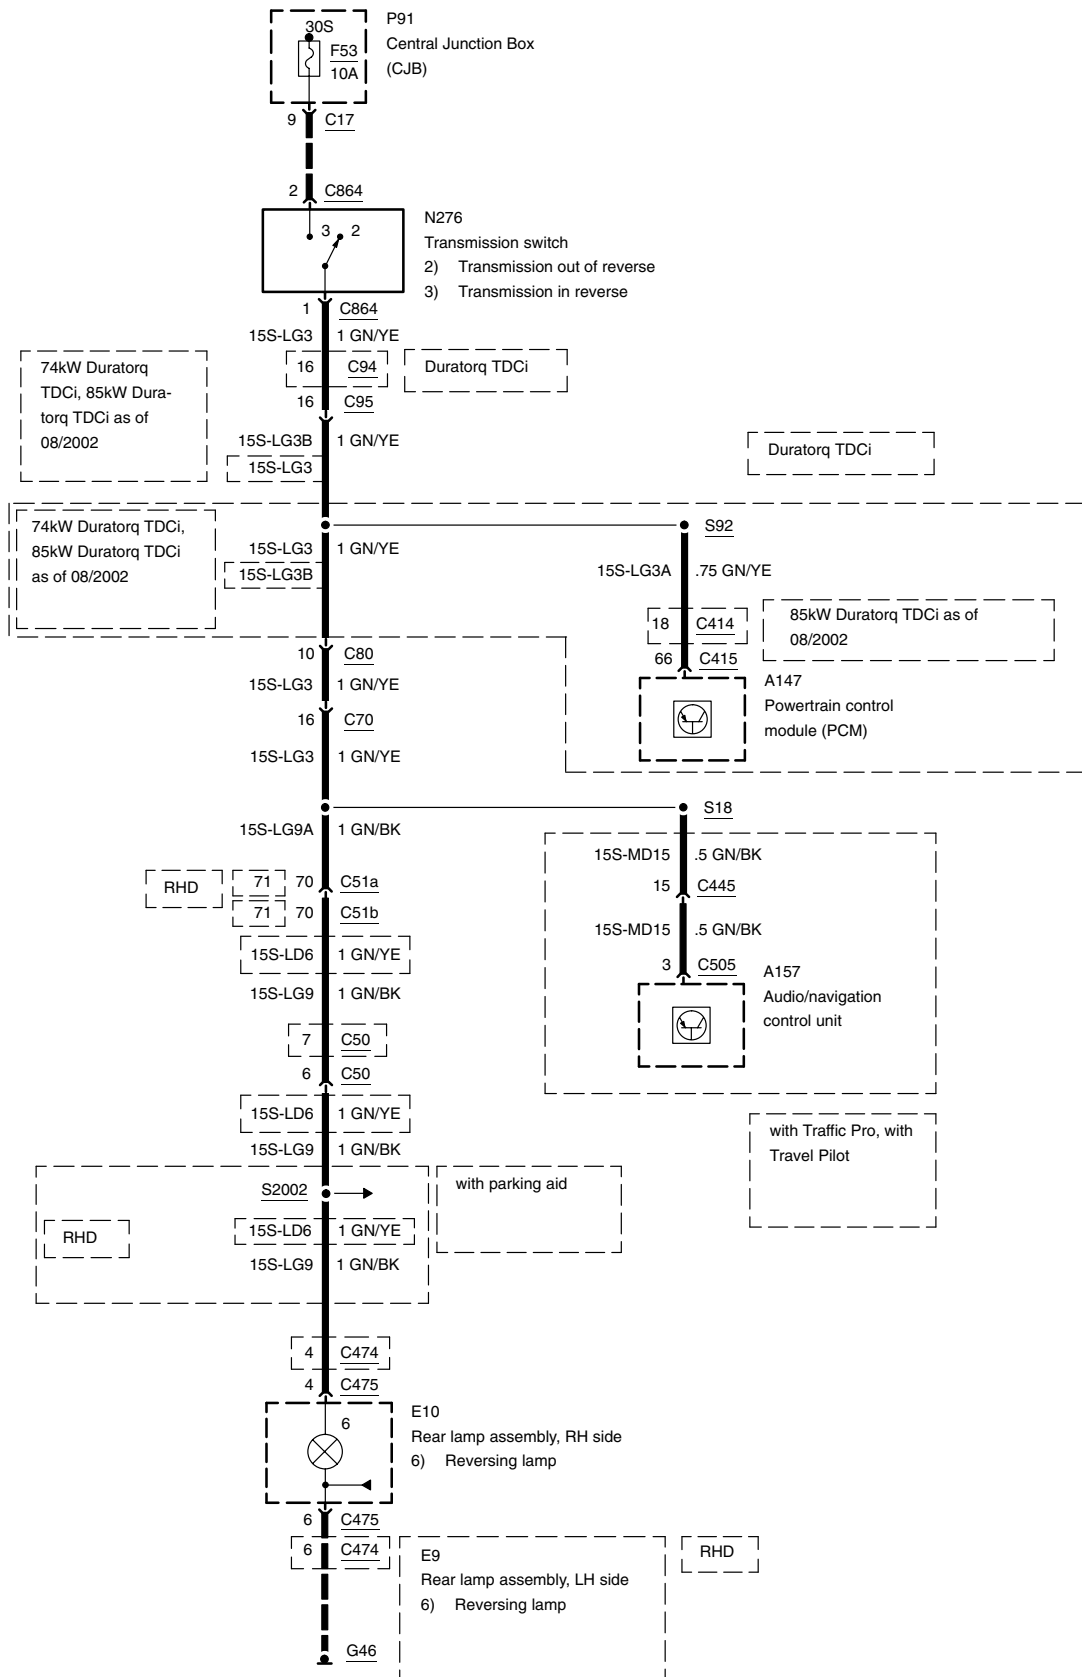 30S
F53
10A
P91
Central Junction Box
(CJB)
9 C17
2 C864
3 2
N276
Transmission switch
2) Transmission out of reverse
3) Transmission in reverse
1 C864
15S-LG3 1 GN/YE
16 C94
Duratorq TDCi
16 C95
74kW Duratorq
TDCi, 85kW Dura-
torq TDCi as of
08/2002
15S-LG3B 1 GN/YE
15S-LG3
Duratorq TDCi
74kW Duratorq TDCi,
85kW Duratorq TDCi
as of 08/2002
S92
15S-LG3 1 GN/YE
15S-LG3B
15S-LG3A .75 GN/YE
18 C414
85kW Duratorq TDCi as of
08/2002
66 C415
A147
Powertrain control
module (PCM)
10 C80
15S-LG3 1 GN/YE
16 C70
15S-LG3 1 GN/YE
S18
15S-LG9A 1 GN/BK
15S-MD15 .5 GN/BK
15 C445
15S-MD15 .5 GN/BK
3 C505
A157
Audio/navigation
control unit
with Traffic Pro, with
Travel Pilot
RHD
71 70 C51a
71 70 C51b
15S-LD6 1 GN/YE
15S-LG9 1 GN/BK
7 C50
6 C50
15S-LD6 1 GN/YE
15S-LG9 1 GN/BK
S2002
with parking aid
RHD
15S-LD6 1 GN/YE
15S-LG9 1 GN/BK
4 C474
4 C475
6
E10
Rear lamp assembly, RH side
6) Reversing lamp
6 C475
6 C474
E9
Rear lamp assembly, LH side
6) Reversing lamp
RHD
G46